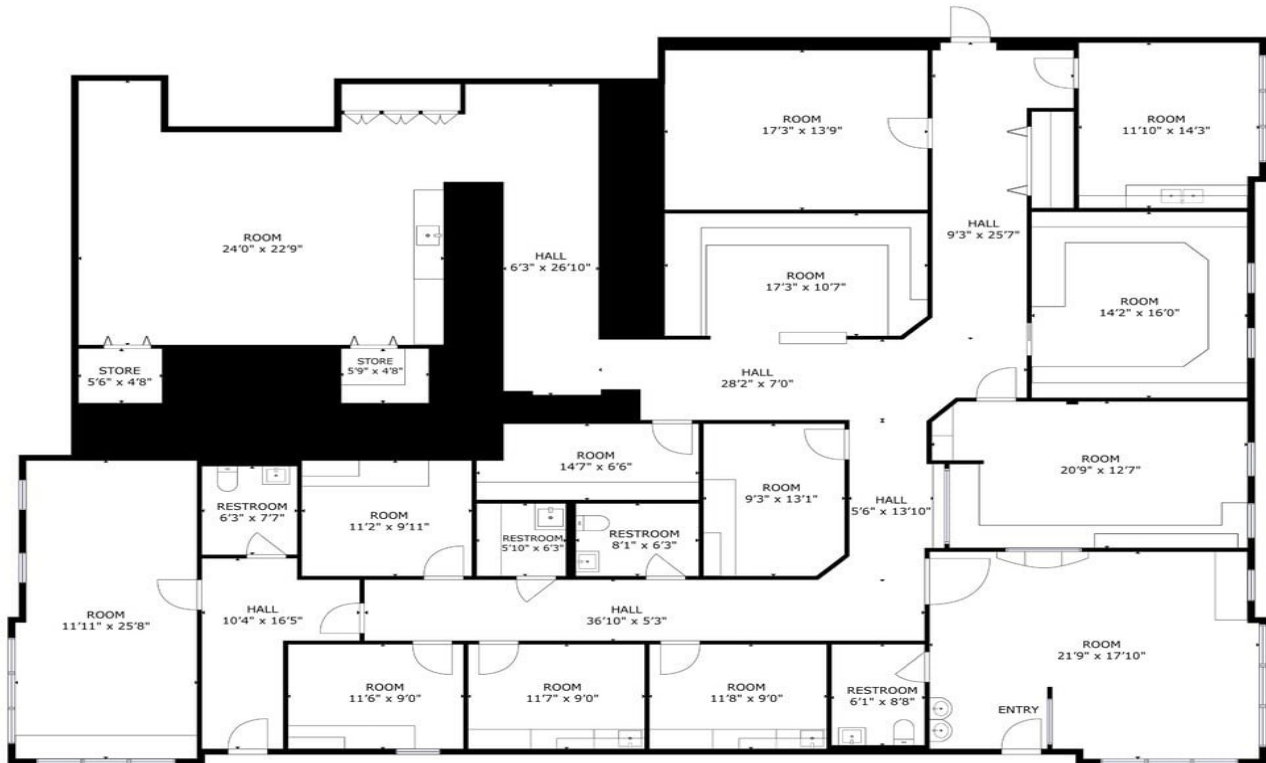 ROOM
17'3" x 13'9"
ROOM
11'10" x 14'3"
ROOM
24'0" x 22'9"
HALL
6'3" x 26'10"
HALL
9'3" x 25'7"
ROOM
17'3" x 10'7"
ROOM
14'2" x 16'0"
STORE
5'6" x 4'8"
STORE
5'9" x 4'8"
HALL
28'2" x 7'0"
ROOM
14'7" x 6'6"
ROOM
20'9" x 12'7"
ROOM
9'3" x 13'1"
HALL
5'6" x 13'10"
RESTROOM
6'3" x 7'7"
ROOM
11'2" x 9'11"
RESTROOM
5'10" x 6'3"
RESTROOM
8'1" x 6'3"
ROOM
11'11" x 25'8"
HALL
10'4" x 16'5"
HALL
36'10" x 5'3"
ROOM
21'9" x 17'10"
ROOM
11'6" x 9'0"
ROOM
11'7" x 9'0"
ROOM
11'8" x 9'0"
RESTROOM
6'1" x 8'8"
ENTRY